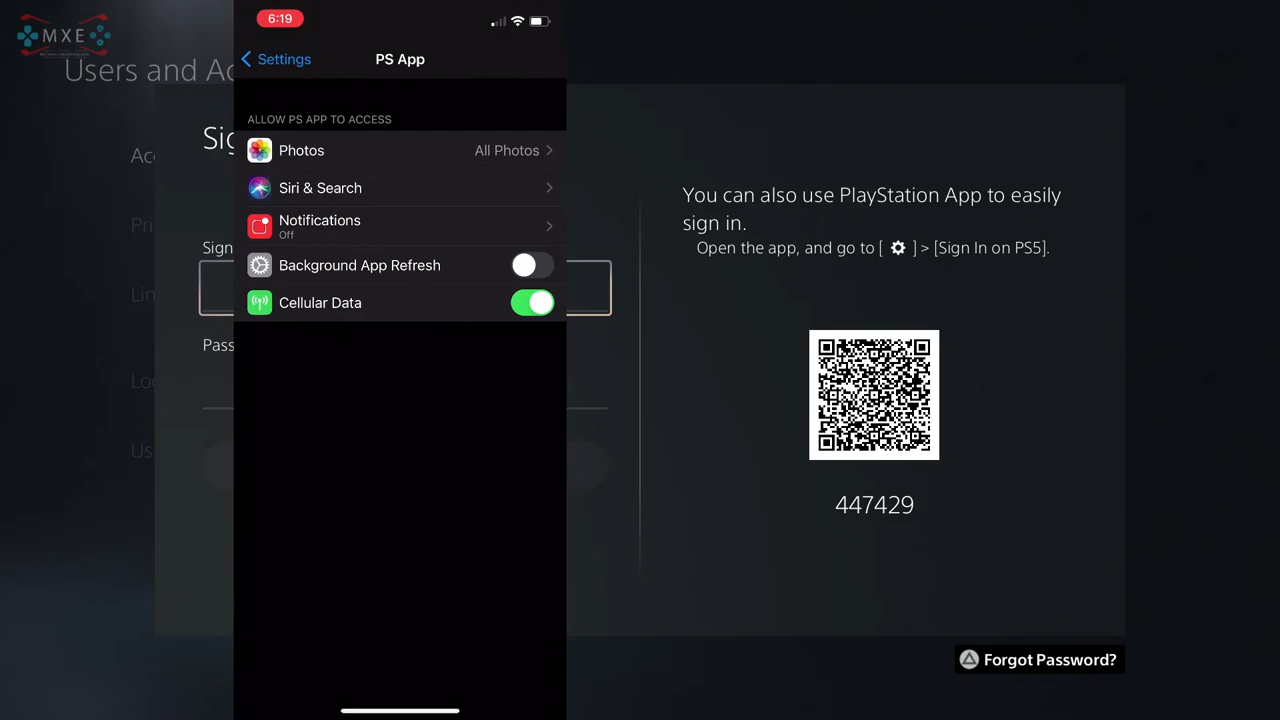 MXE
Users and Ac
6:19
Settings
PS App
ALLOW PS APP TO ACCESS
Photos
All Photos
Siri & Search
Notifications
Off
Background App Refresh
Cellular Data
Acc
Pri
Lin
Loc
Us
Sig
Sign
Pass
You can also use PlayStation App to easily
sign in.
Open the app, and go to [ ] > [Sign In on PS5].
447429
Forgot Password?